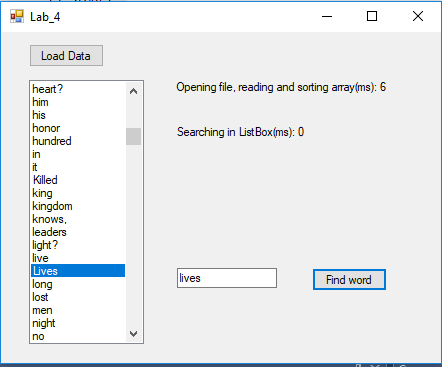 Lab_4
Load Data
Opening file, reading and sorting array(ms): 6
Searching in ListBox(ms): 0
heart?
him
his
honor
hundred
in
it
Killed
king
kingdom
knows,
leaders
light?
live
Lives
long
lost
men
night
no
lives
Find word